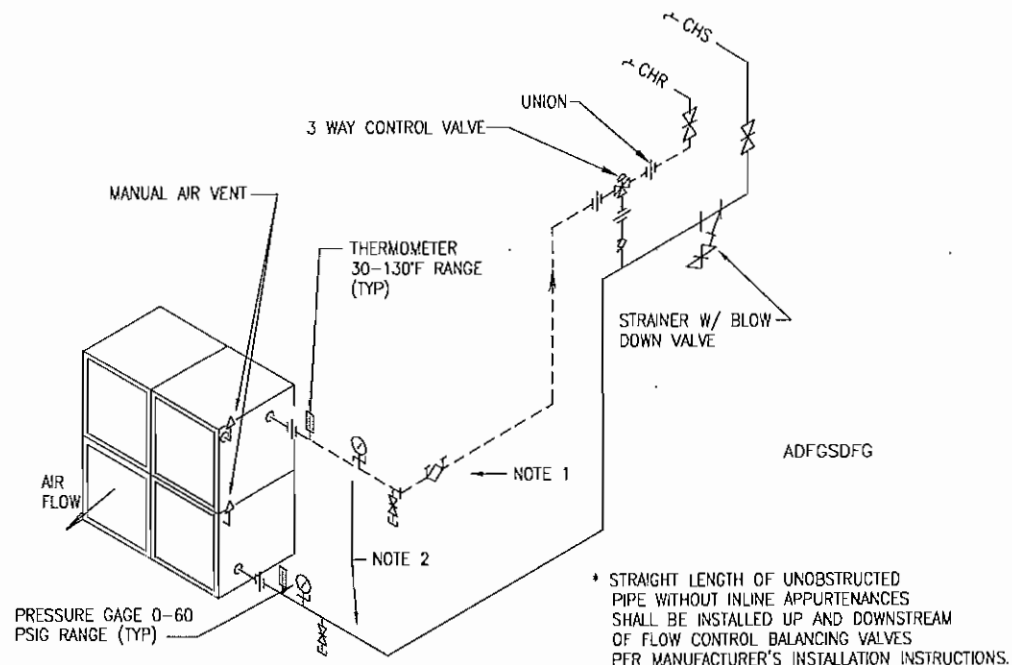 CHS
CHR
UNION
3 WAY CONTROL VALVE
MANUAL AIR VENT
THERMOMETER
30-130°F RANGE
(TYP)
STRAINER W/ BLOW
DOWN VALVE
ADFGSDFG
NOTE 1
AIR
FLOW
NOTE 2
PRESSURE GAGE 0-60
PSIG RANGE (TYP)
* STRAIGHT LENGTH OF UNOBSTRUCTED
PIPE WITHOUT INLINE APPURTENANCES
SHALL BE INSTALLED UP AND DOWNSTREAM
OF FLOW CONTROL BALANCING VALVES
PER MANUFACTURER'S INSTALLATION INSTRUCTIONS.